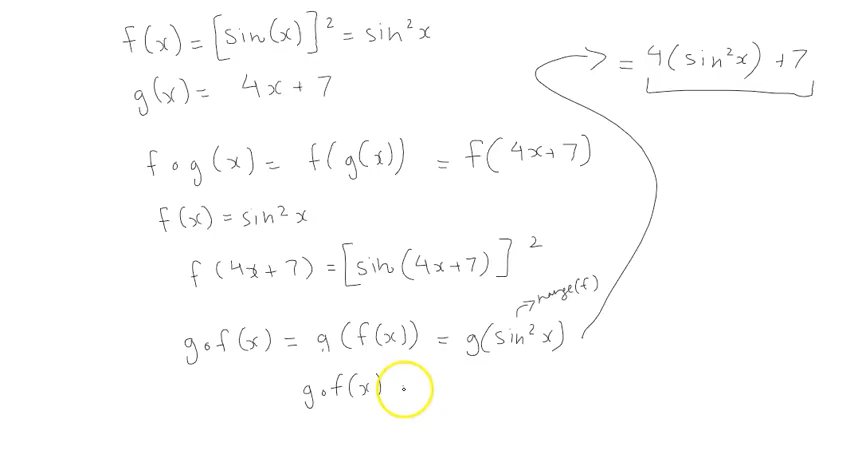 f(x) = [sin(x)]² = sin²x
g(x) = 4x + 7
f∘g(x) = f(g(x)) = f(4x+7)
f(x) = sin²x
f(4x+7) = [sin(4x+7)]²
→ range(f)
g∘f(x) = g(f(x)) = g(sin²x)
= 4(sin²x) + 7
g∘f(x)